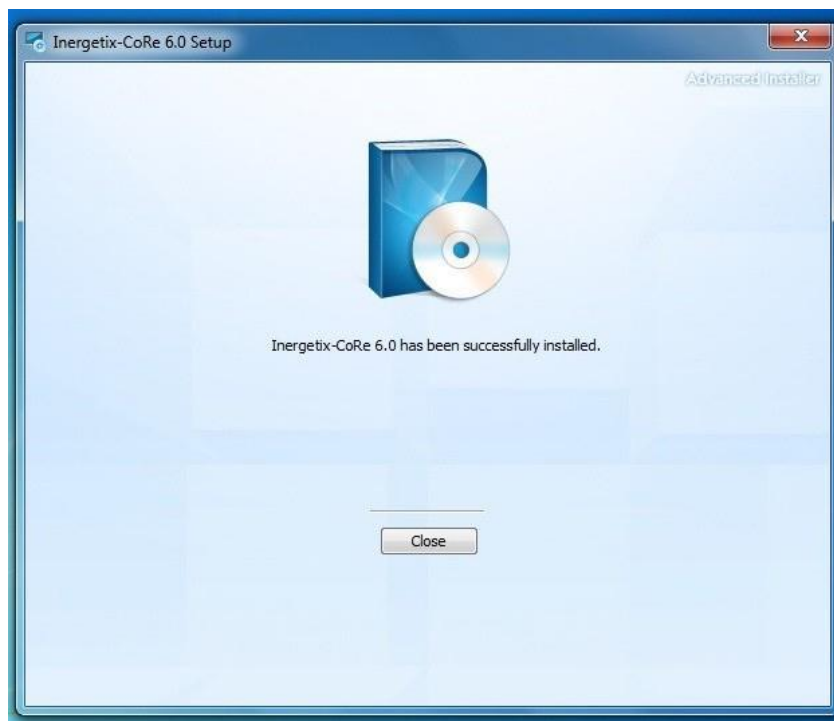 Inergetix-CoRe 6.0 Setup
Advanced Installer
Inergetix-CoRe 6.0 has been successfully installed.
Close